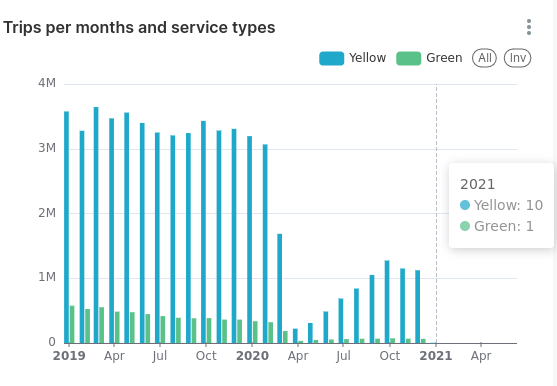 Trips per months and service types
Yellow Green All Inv
4M
3M
2M
1M
0
2019 Apr Jul Oct 2020 Apr Jul Oct 2021 Apr
2021
Yellow: 10
Green: 1